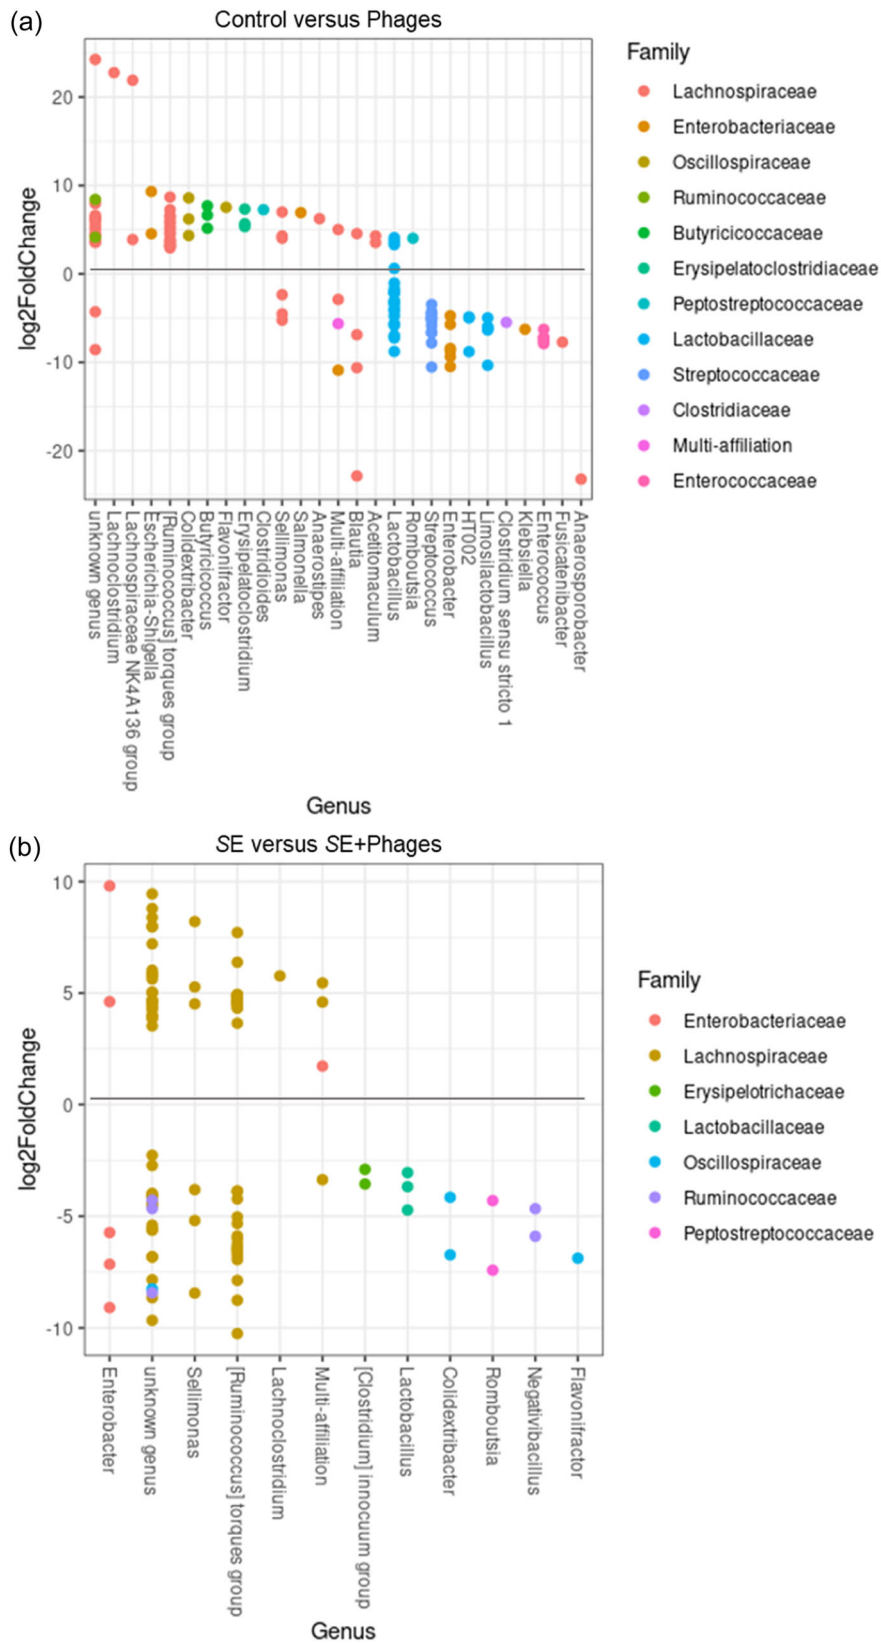 (a)
Control versus Phages
log2FoldChange
20
10
0
-10
-20
unknown genus
Lachnoclostridium
Lachnospiraceae NK4A136 group
Escherichia-Shigella
[Ruminococcus] torques group
Colidextribacter
Butyricicoccus
Flavonifractor
Erysipelatoclostridium
Clostridioides
Sellimonas
Salmonella
Anaerostipes
Multi-affiliation
Blautia
Acetitomaculum
Lactobacillus
Romboutsia
Streptococcus
Enterobacter
HT002
Limosilactobacillus
Clostridium sensu stricto 1
Klebsiella
Enterococcus
Fusicatenibacter
Anaerosporobacter
Genus
Family
Lachnospiraceae
Enterobacteriaceae
Oscillospiraceae
Ruminococcaceae
Butyricicoccaceae
Erysipelatoclostridiaceae
Peptostreptococcaceae
Lactobacillaceae
Streptococcaceae
Clostridiaceae
Multi-affiliation
Enterococcaceae
(b)
SE versus SE+Phages
log2FoldChange
10
5
0
-5
-10
Enterobacter
unknown genus
Sellimonas
[Ruminococcus] torques group
Lachnoclostridium
Multi-affiliation
[Clostridium] innocuum group
Lactobacillus
Colidextribacter
Romboutsia
Negativibacillus
Flavonifractor
Genus
Family
Enterobacteriaceae
Lachnospiraceae
Erysipelotrichaceae
Lactobacillaceae
Oscillospiraceae
Ruminococcaceae
Peptostreptococcaceae